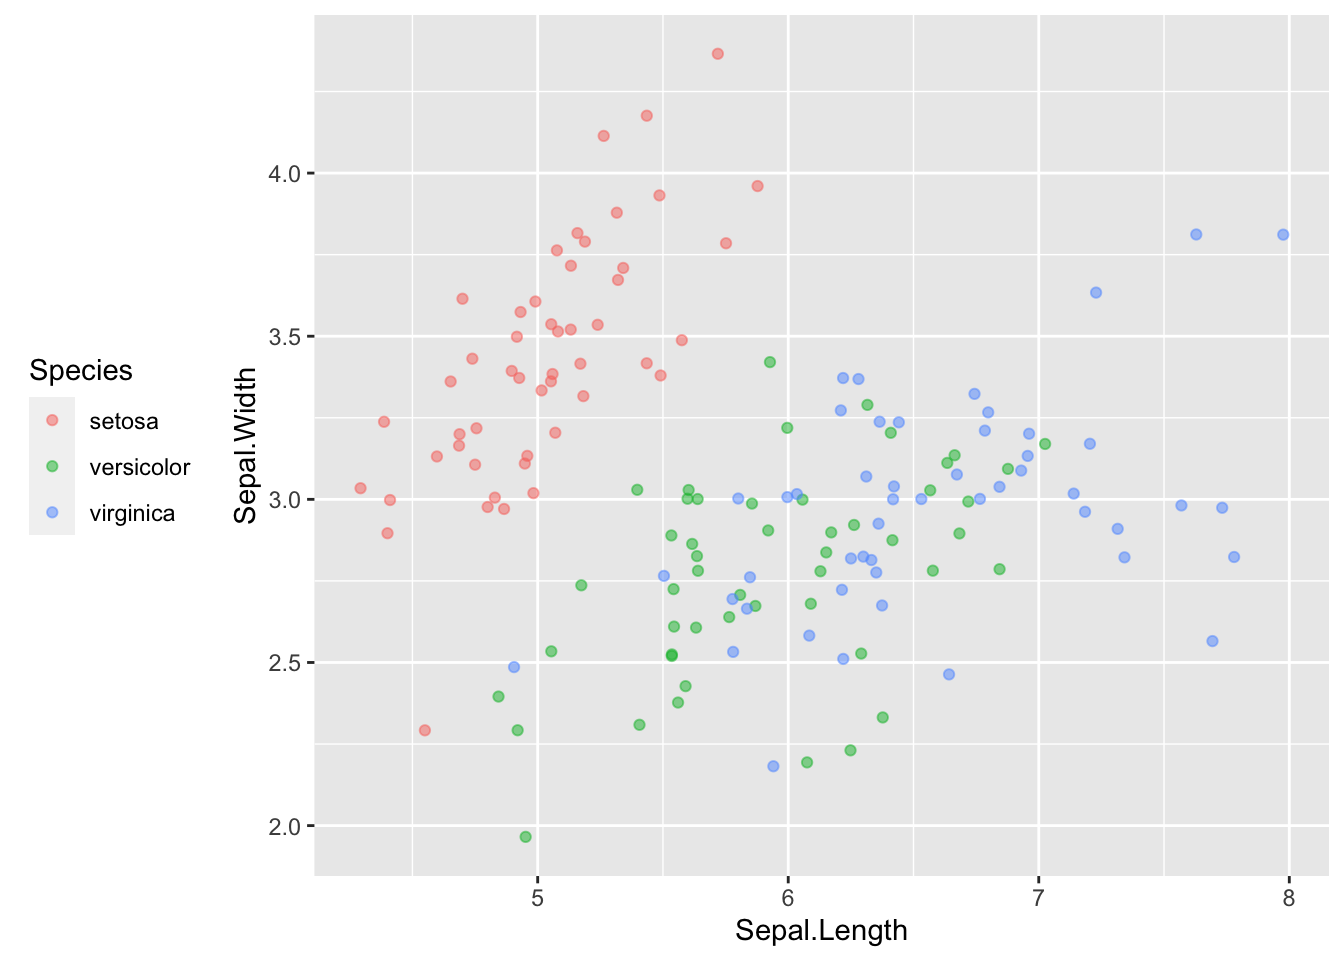 Species
setosa
versicolor
virginica
Sepal.Width
4.0
3.5
3.0
2.5
2.0
5 6 7 8
Sepal.Length